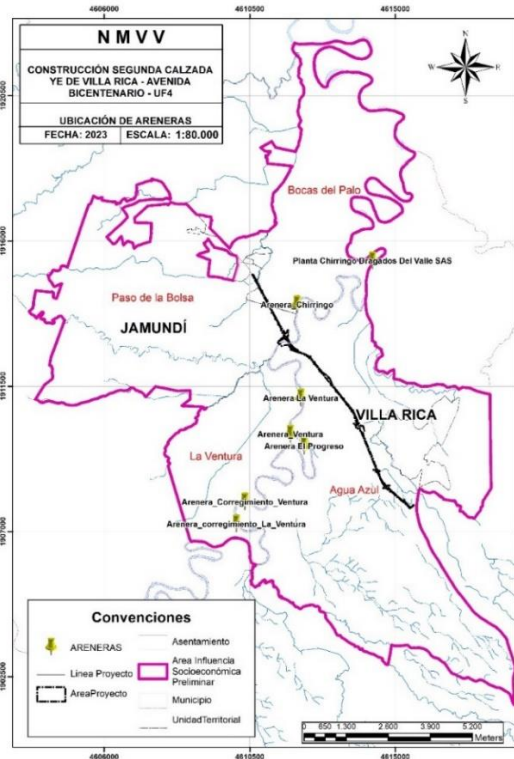 4606000 4610500 4615000
N M V V
CONSTRUCCIÓN SEGUNDA CALZADA
YE DE VILLA RICA - AVENIDA
BICENTENARIO - UF4
UBICACIÓN DE ARENERAS
FECHA: 2023 ESCALA: 1:80.000
N
W E
S
1920500
Bocas del Palo
1916000
Planta Chirringo Dragados Del Valle SAS
Paso de la Bolsa
Arenera_Chirringo
JAMUNDÍ
1911500
Arenera La Ventura
VILLA RICA
Arenera_Ventura
La Ventura
Arenera El Progreso
Agua Azul
Arenera_Corregimiento_Ventura
Arenera_corregimiento_La_Ventura
1907000
Convenciones
ARENERAS
Línea Proyecto
AreaProyecto
Asentamiento
Area Influencia
Socioeconómica
Preliminar
Municipio
UnidadTerritorial
1902500
0 650 1.300 2.600 3.900 5.200
Meters
4606000 4610500 4615000